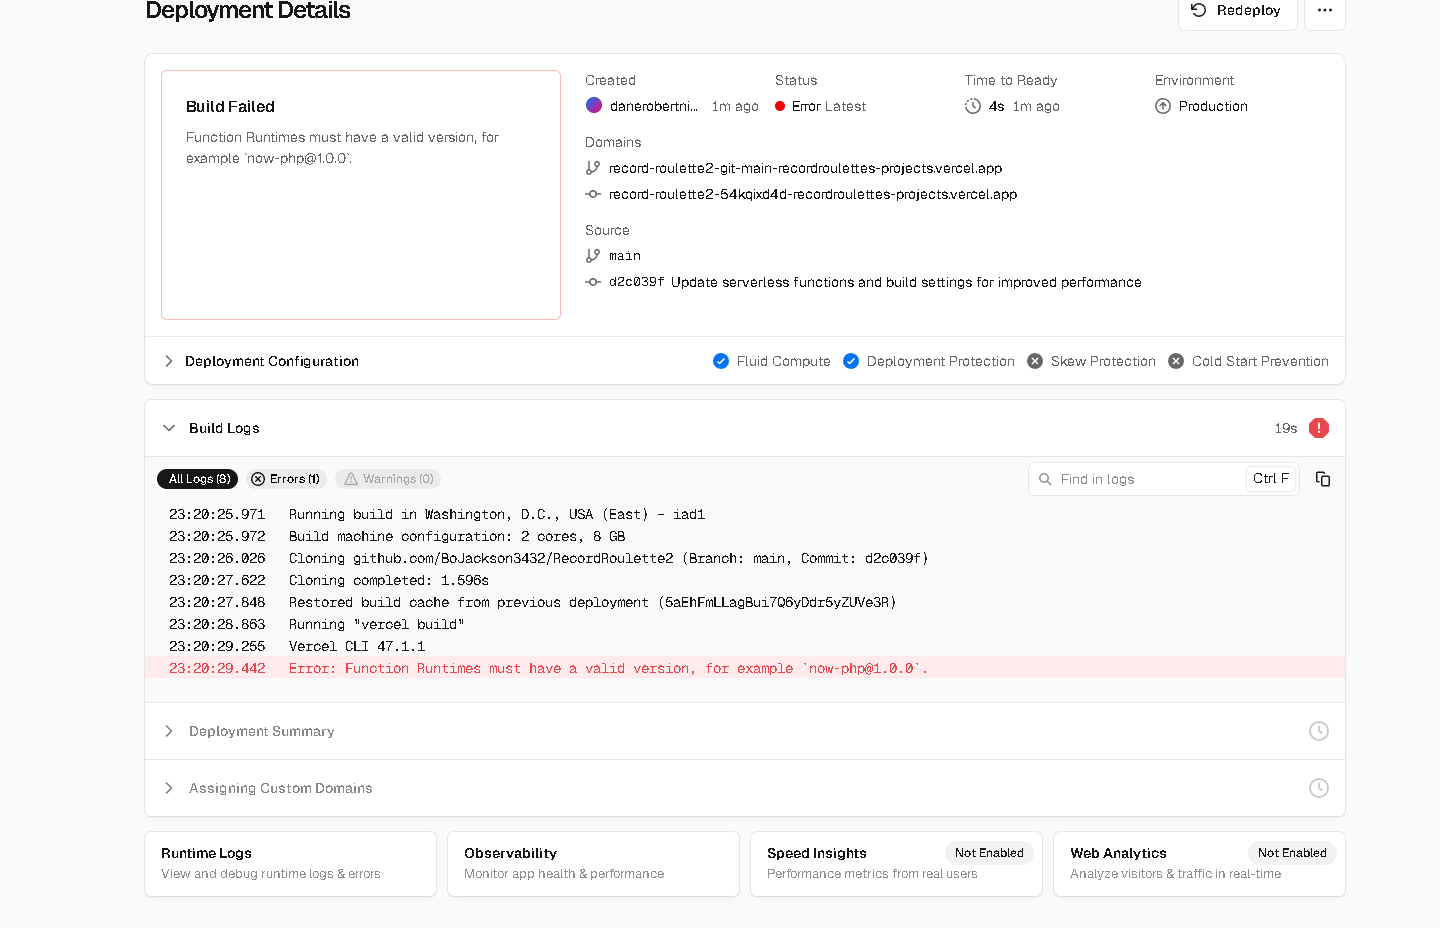 Deployment Details
Redeploy
Build Failed
Function Runtimes must have a valid version, for
example `now-php@1.0.0`.
Created
danerobertni... 1m ago
Status
Error Latest
Time to Ready
4s 1m ago
Environment
Production
Domains
record-roulette2-git-main-recordroulettes-projects.vercel.app
record-roulette2-54kqixd4d-recordroulettes-projects.vercel.app
Source
main
d2c039f Update serverless functions and build settings for improved performance
Deployment Configuration
Fluid Compute
Deployment Protection
Skew Protection
Cold Start Prevention
Build Logs
19s
All Logs (8)
Errors (1)
Warnings (0)
Find in logs
Ctrl F
23:20:25.971 Running build in Washington, D.C., USA (East) – iad1
23:20:25.972 Build machine configuration: 2 cores, 8 GB
23:20:26.026 Cloning github.com/BoJackson3432/RecordRoulette2 (Branch: main, Commit: d2c039f)
23:20:27.622 Cloning completed: 1.596s
23:20:27.848 Restored build cache from previous deployment (5aEhFmLLagBui7Q6yDdr5yZUVe3R)
23:20:28.863 Running "vercel build"
23:20:29.255 Vercel CLI 47.1.1
23:20:29.442 Error: Function Runtimes must have a valid version, for example `now-php@1.0.0`.
Deployment Summary
Assigning Custom Domains
Runtime Logs
View and debug runtime logs & errors
Observability
Monitor app health & performance
Speed Insights
Not Enabled
Performance metrics from real users
Web Analytics
Not Enabled
Analyze visitors & traffic in real-time